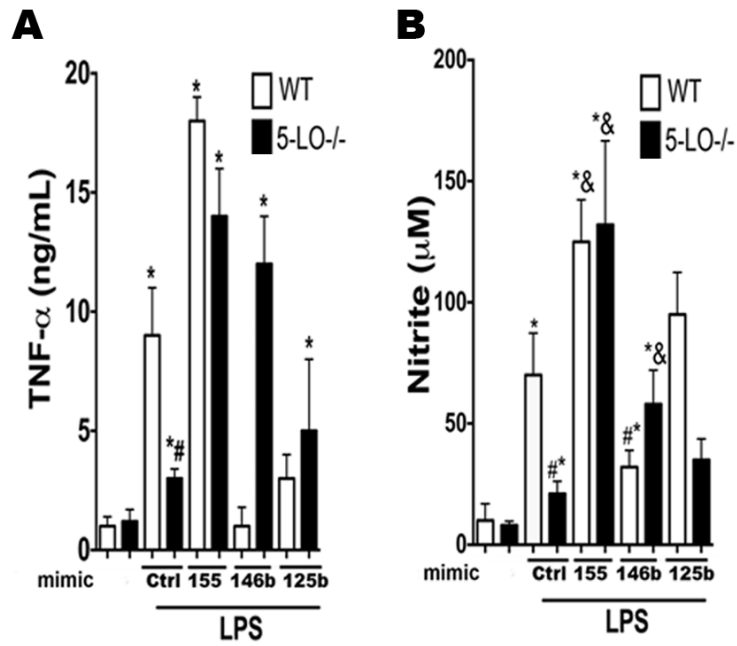 A
TNF-α (ng/mL)
20
15
10
5
0
WT
5-LO-/-
*
*#
*
*
*
*
mimic
Ctrl 155 146b 125b
LPS
B
Nitrite (μM)
200
150
100
50
0
WT
5-LO-/-
*
#*
*&
*&
#*
*&
mimic
Ctrl 155 146b 125b
LPS